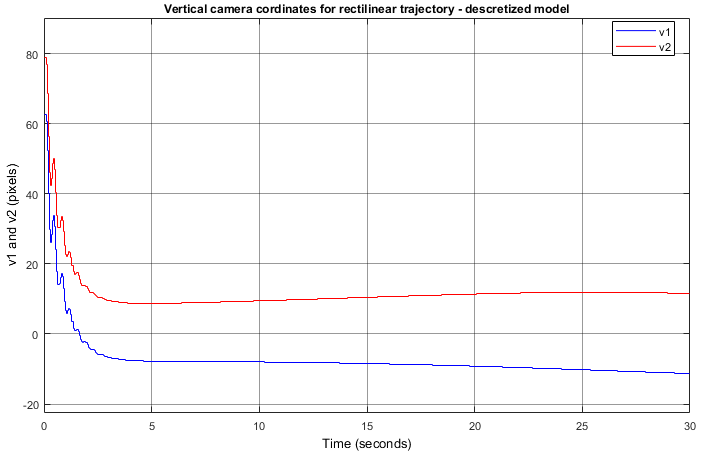 Vertical camera cordinates for rectilinear trajectory - descretized model
v1
v2
80
60
40
20
0
-20
v1 and v2 (pixels)
0 5 10 15 20 25 30
Time (seconds)